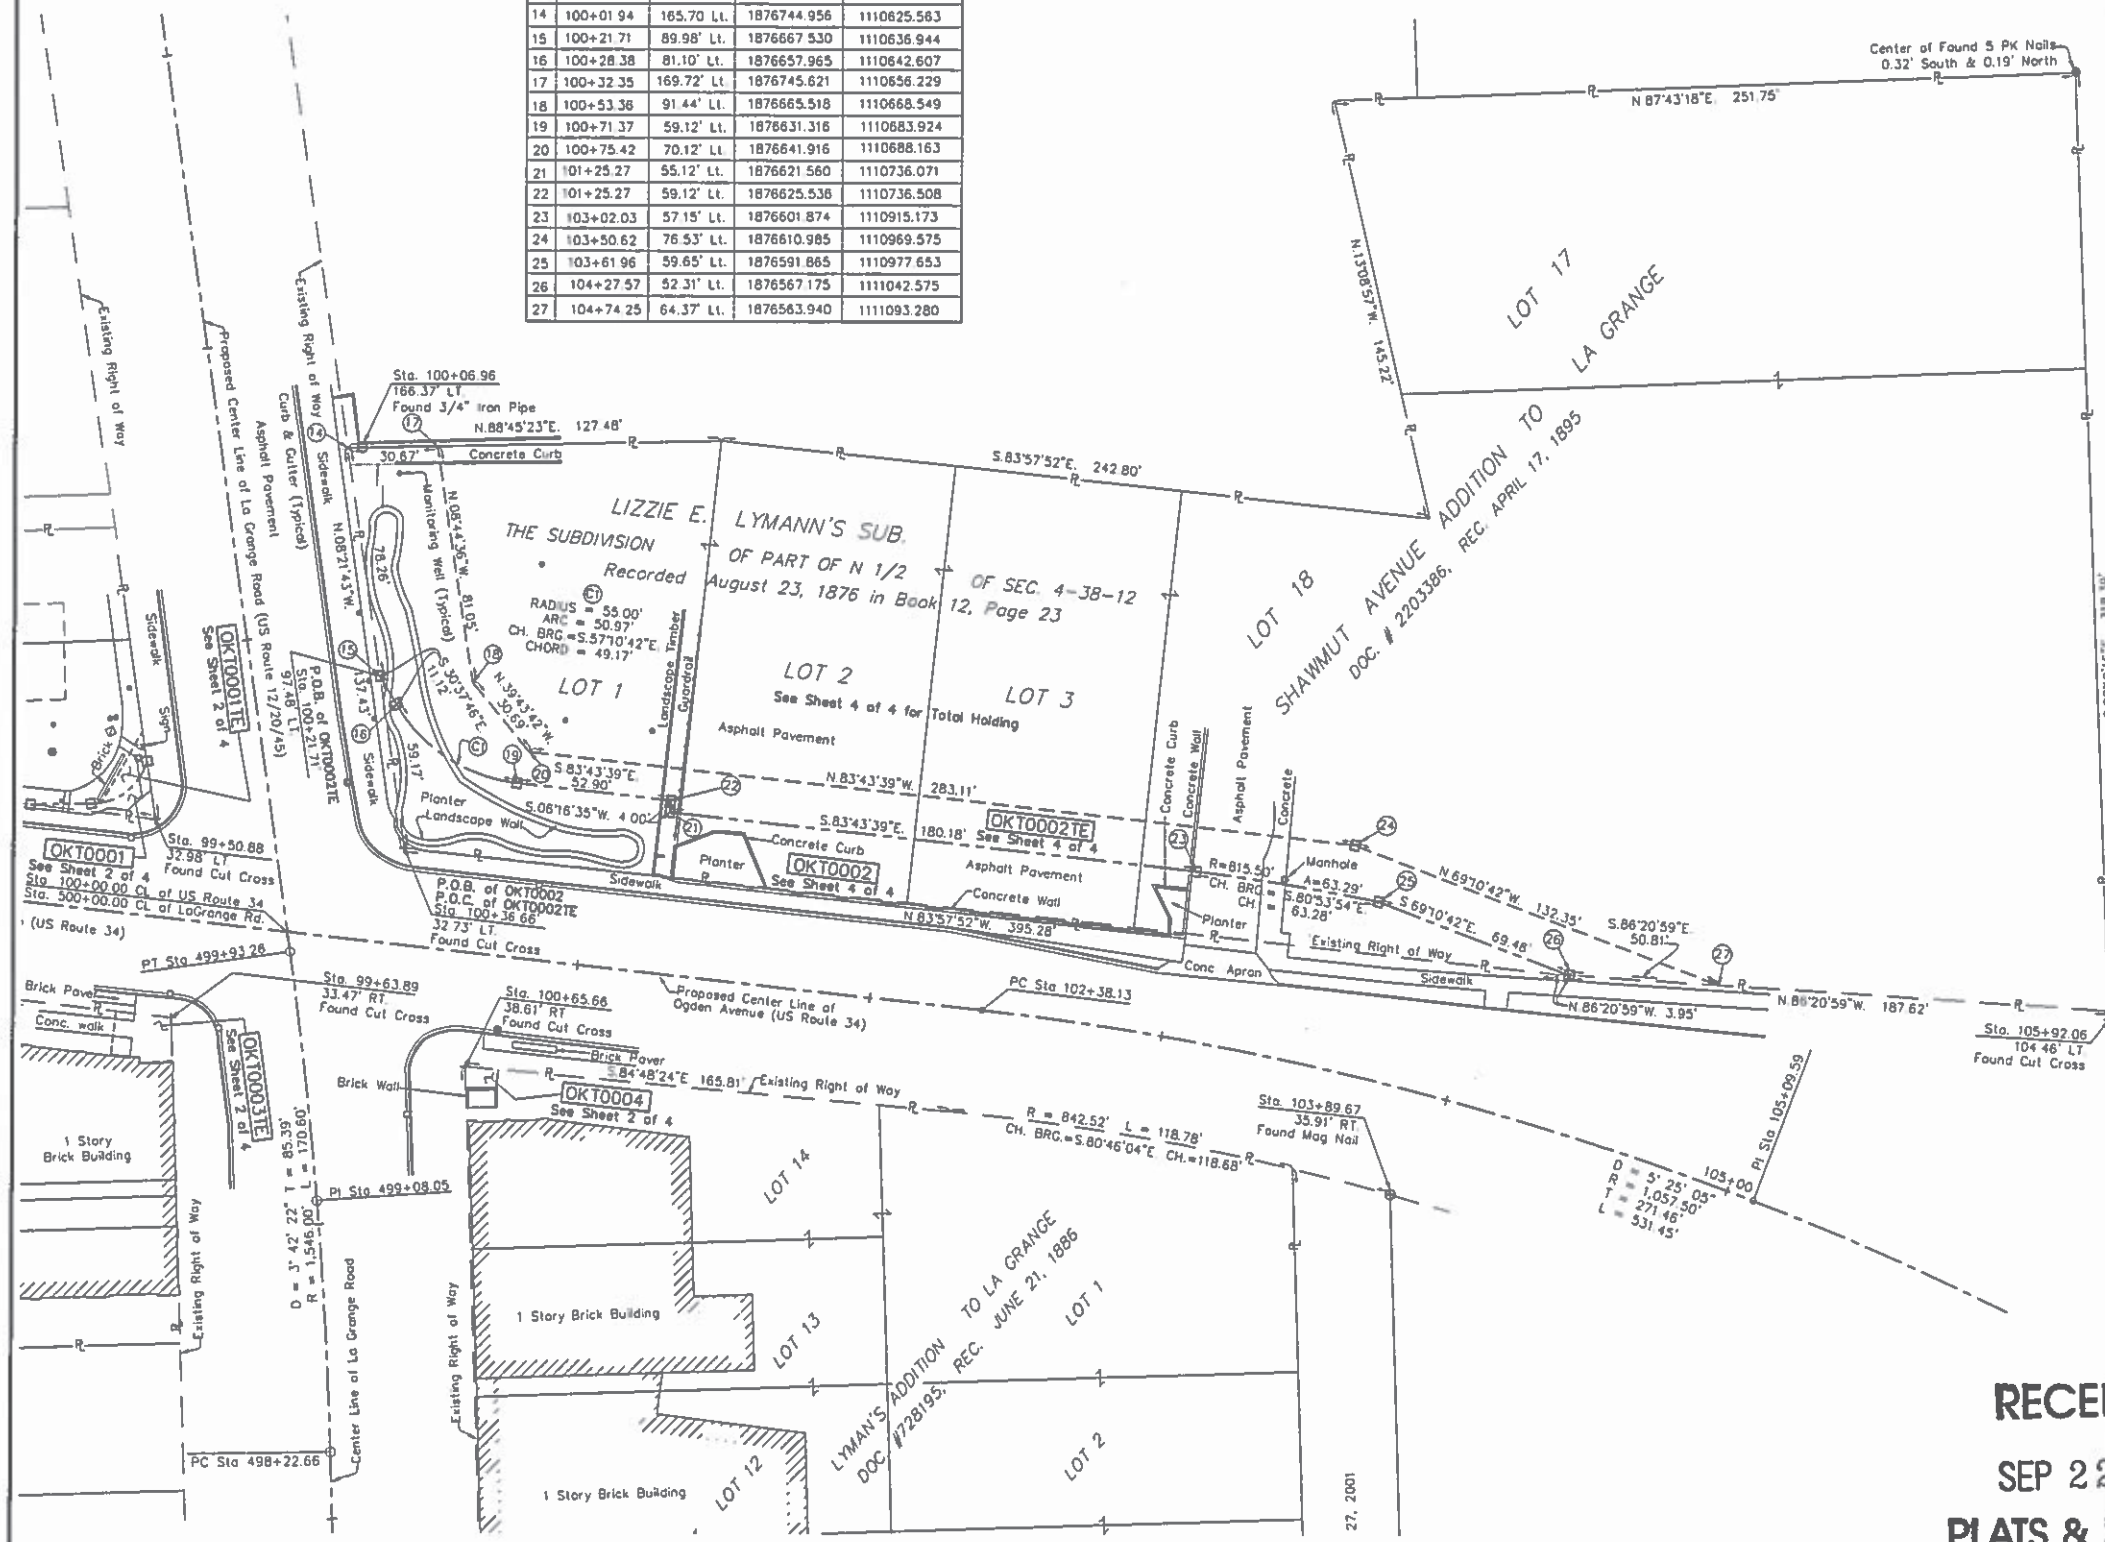 14 100+01 94 165.70 Lt. 1876744.956 1110625.563
15 100+21.71 89.98' Lt. 1876667.530 1110636.944
16 100+28.38 81.10' Lt. 1876657.965 1110642.607
17 100+32.35 169.72' Lt. 1876745.621 1110656.229
18 100+53.36 91.44' Lt. 1876665.518 1110668.549
19 100+71.37 59.12' Lt. 1876631.316 1110683.924
20 100+75.42 70.12' Lt. 1876641.916 1110688.163
21 101+25.27 55.12' Lt. 1876621.560 1110736.071
22 101+25.27 59.12' Lt. 1876625.536 1110736.508
23 103+02.03 57.15' Lt. 1876601.874 1110915.173
24 103+50.62 76.53' Lt. 1876610.985 1110969.575
25 103+61 96 59.65' Lt. 1876591.865 1110977.653
26 104+27.57 52.31' Lt. 1876567.175 1111042.575
27 104+74 25 64.37' Lt. 1876563.940 1111093.280
Center of Found 5 PK Nails
0.32' South & 0.19' North
N 87°43'18"E. 251.75'
N.13°08'57"W. 145.22'
LOT 17
LA GRANGE
SHAWMUT AVENUE ADDITION TO
DOC. # 2203386, REC. APRIL 17, 1895
LOT 18
Existing Right of Way
Proposed Center Line of La Grange Road (US Route 12/20/45)
Asphalt Pavement
Curb & Gutter (Typical)
Existing Right of Way
Sidewalk
Sta. 100+06.96
166.37' LT
Found 3/4" Iron Pipe
14
17
N.88°45'23"E. 127.48'
30.67'
Concrete Curb
S.83°57'52"E. 242.80'
Monitoring Well (Typical)
N.08°44'36"W. 81.05'
N.08°21'43"W.
137.43'
78.26'
59.17'
LIZZIE E. LYMANN'S SUB.
THE SUBDIVISION OF PART OF N 1/2 OF SEC. 4-38-12
Recorded August 23, 1876 in Book 12, Page 23
C1
RADIUS = 55.00'
ARC = 50.97'
CH. BRG.=S.57°10'42"E.
CHORD = 49.17'
LOT 1
LOT 2
See Sheet 4 of 4 for Total Holding
LOT 3
Landscape Timber
Guardrail
Asphalt Pavement
15
16
18
S 30°37'46"E.
11.12'
N.39°43'42"W.
30.69'
C1
19
20
S.83°43'39"E.
52.90'
22
N.83°43'39"W. 283.11'
S.06°16'35"W. 4 00'
21
S.83°43'39"E. 180.18'
OKT0002TE
See Sheet 4 of 4
Planter
Landscape Wall
Sidewalk
Planter
Concrete Curb
OKT0002
See Sheet 4 of 4
Asphalt Pavement
Concrete Wall
Sidewalk
N 83°57'52"W. 395.28'
Concrete Curb
Concrete Wall
Asphalt Pavement
Concrete
23
24
R=815.50'
A=63.29'
CH. BRG.= S.80°53'54"E.
CH = 63.28'
Manhole
Planter
25
S 69°10'42"E. 69.48'
N 69°10'42"W. 132.35'
26
S.86°20'59"E.
50.81'
27
Existing Right of Way
Conc Apron
Sidewalk
N 86°20'59"W. 3.95'
N.86°20'59"W. 187.62'
Sta. 105+92.06
104 46' LT
Found Cut Cross
Sidewalk
Sign
Brick
OKT0001TE
See Sheet 2 of 4
P.O.B. of OKT0002TE
Sta. 100+21.71
97.48' LT.
OKT0001
See Sheet 2 of 4
Sta. 99+50.88
32.98' LT
Found Cut Cross
Sta 100+00.00 CL of US Route 34
Sta. 500+00.00 CL of LaGrange Rd.
(US Route 34)
P.O.B. of OKT0002
P.O.C. of OKT0002TE
Sta. 100+36.66
32 73' LT.
Found Cut Cross
PT Sta 499+93.26
Sta. 99+63.89
33.47' RT.
Found Cut Cross
Brick Paver
Conc. walk
OKT0003TE
See Sheet 2 of 4
Sta. 100+65.66
38.61' RT
Found Cut Cross
Proposed Center Line of
Ogden Avenue (US Route 34)
PC Sta 102+38.13
Brick Paver
Brick Wall
S.84°48'24"E 165.81'
Existing Right of Way
OKT0004
See Sheet 2 of 4
R = 842.52' L = 118.78'
CH. BRG.=S.80°46'04"E. CH.=118.68'
Sta. 103+89.67
35.91' RT.
Found Mag Nail
PI Sta 105+09.59
105+00
D = 5° 25' 05"
R = 1,057.50'
T = 271.46'
L = 531.45'
1 Story
Brick Building
Existing Right of Way
D = 3° 42' 22" T = 85.39'
R = 1,546.00' L = 170.60'
PI Sta 499+08.05
Center Line of La Grange Road
PC Sta 498+22.66
Existing Right of Way
LOT 14
1 Story Brick Building
LOT 13
1 Story Brick Building
LOT 12
LYMAN'S ADDITION TO LA GRANGE
DOC #728195, REC. JUNE 21, 1886
LOT 1
LOT 2
27, 2001
SEP 2
PLATS &